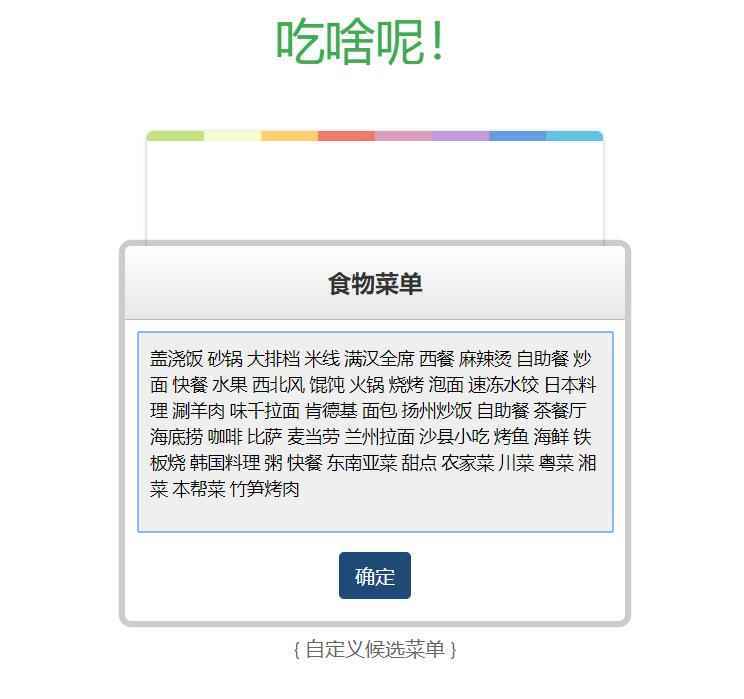 吃啥呢!
食物菜单
盖浇饭 砂锅 大排档 米线 满汉全席 西餐 麻辣烫 自助餐 炒
面 快餐 水果 西北风 馄饨 火锅 烧烤 泡面 速冻水饺 日本料
理 涮羊肉 味千拉面 肯德基 面包 扬州炒饭 自助餐 茶餐厅
海底捞 咖啡 比萨 麦当劳 兰州拉面 沙县小吃 烤鱼 海鲜 铁
板烧 韩国料理 粥 快餐 东南亚菜 甜点 农家菜 川菜 粤菜 湘
菜 本帮菜 竹笋烤肉
确定
{ 自定义候选菜单 }